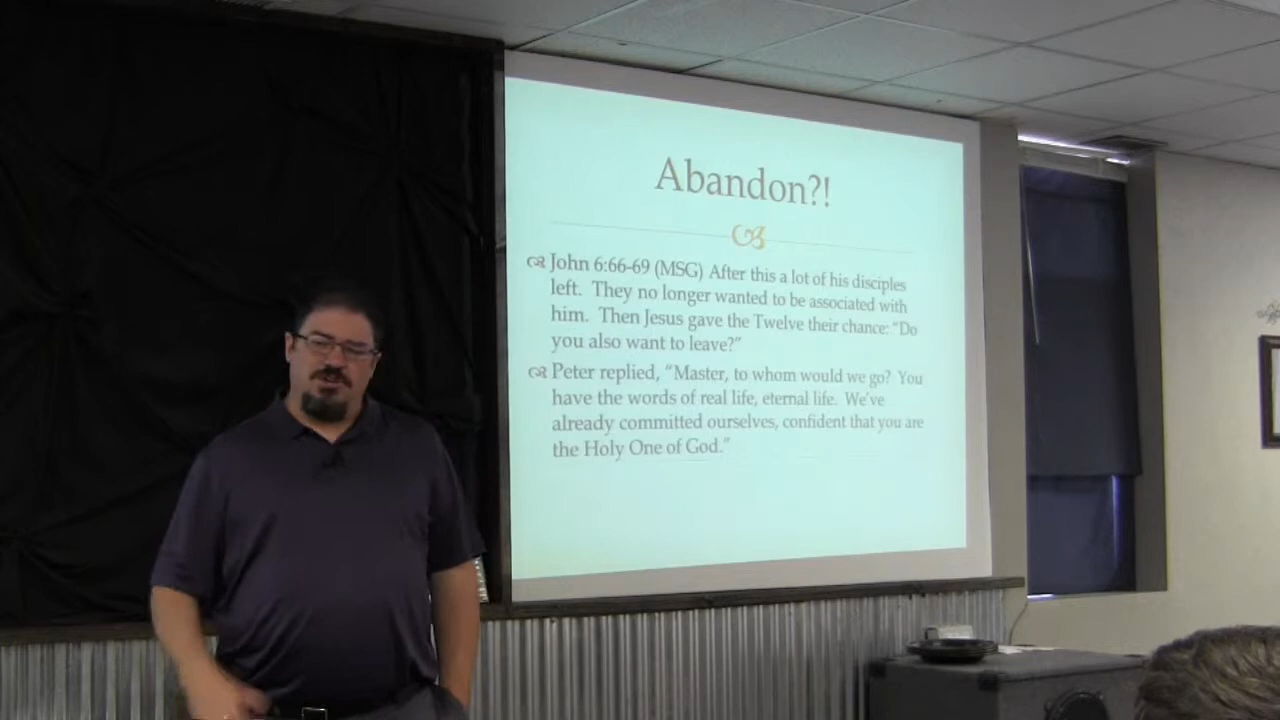 Abandon?!
John 6:66-69 (MSG) After this a lot of his disciples
left. They no longer wanted to be associated with
him. Then Jesus gave the Twelve their chance: “Do
you also want to leave?”
Peter replied, “Master, to whom would we go? You
have the words of real life, eternal life. We’ve
already committed ourselves, confident that you are
the Holy One of God.”